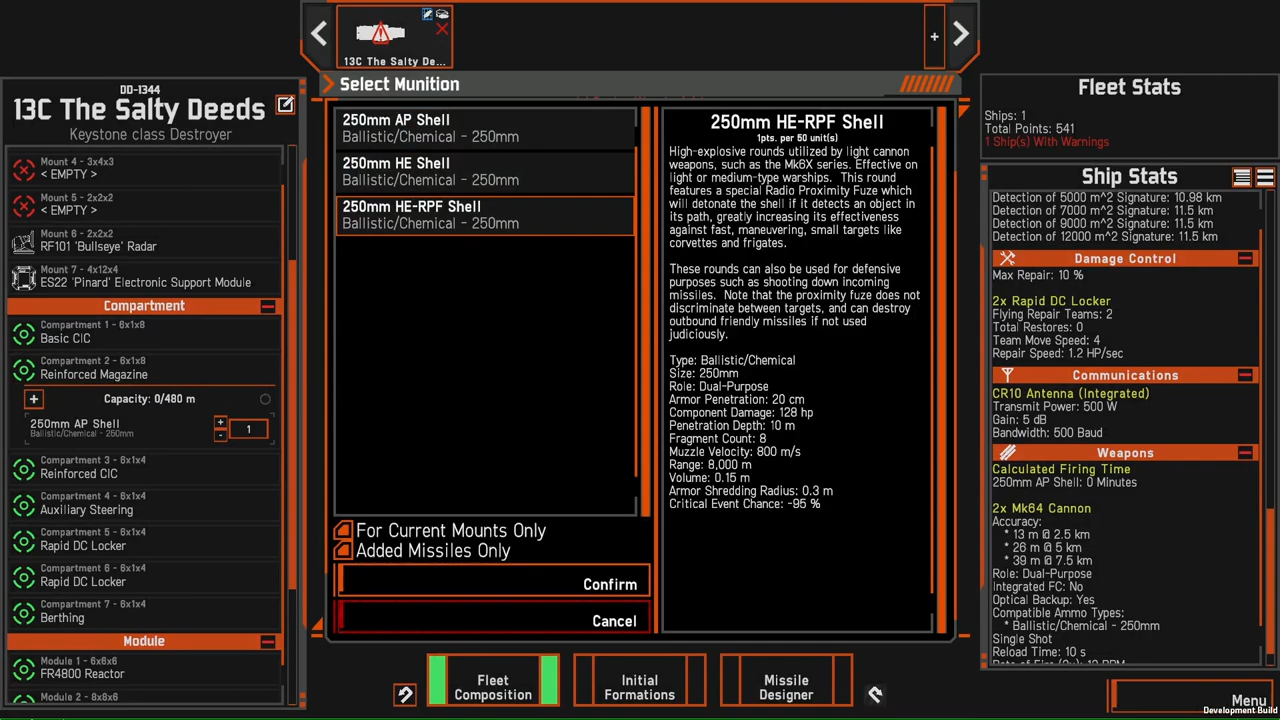 13C The Salty De...
+
DD-1344
13C The Salty Deeds
Keystone class Destroyer
Mount 4 - 3x4x3
< EMPTY >
Mount 5 - 2x2x2
< EMPTY >
Mount 6 - 2x2x2
RF101 'Bullseye' Radar
Mount 7 - 4x12x4
ES22 'Pinard' Electronic Support Module
Compartment
Compartment 1 - 6x1x8
Basic CIC
Compartment 2 - 6x1x8
Reinforced Magazine
+
Capacity: 0/480 m
250mm AP Shell
Ballistic/Chemical - 250mm
+
-
1
Compartment 3 - 6x1x4
Reinforced CIC
Compartment 4 - 6x1x4
Auxiliary Steering
Compartment 5 - 6x1x4
Rapid DC Locker
Compartment 6 - 6x1x4
Rapid DC Locker
Compartment 7 - 6x1x4
Berthing
Module
Module 1 - 6x6x6
FR4800 Reactor
Module 2 - 8x8x6
Select Munition
250mm AP Shell
Ballistic/Chemical - 250mm
250mm HE Shell
Ballistic/Chemical - 250mm
250mm HE-RPF Shell
Ballistic/Chemical - 250mm
For Current Mounts Only
Added Missiles Only
Confirm
Cancel
250mm HE-RPF Shell
1pts. per 50 unit(s)
High-explosive rounds utilized by light cannon
weapons, such as the Mk6X series. Effective on
light or medium-type warships. This round
features a special Radio Proximity Fuze which
will detonate the shell if it detects an object in
its path, greatly increasing its effectiveness
against fast, maneuvering, small targets like
corvettes and frigates.
These rounds can also be used for defensive
purposes such as shooting down incoming
missiles. Note that the proximity fuze does not
discriminate between targets, and can destroy
outbound friendly missiles if not used
judiciously.
Type: Ballistic/Chemical
Size: 250mm
Role: Dual-Purpose
Armor Penetration: 20 cm
Component Damage: 128 hp
Penetration Depth: 10 m
Fragment Count: 8
Muzzle Velocity: 800 m/s
Range: 8,000 m
Volume: 0.15 m
Armor Shredding Radius: 0.3 m
Critical Event Chance: -95 %
Fleet Composition
Initial Formations
Missile Designer
Fleet Stats
Ships: 1
Total Points: 541
1 Ship(s) With Warnings
Ship Stats
Detection of 5000 m^2 Signature: 10.98 km
Detection of 7000 m^2 Signature: 11.5 km
Detection of 9000 m^2 Signature: 11.5 km
Detection of 12000 m^2 Signature: 11.5 km
Damage Control
Max Repair: 10 %
2x Rapid DC Locker
Flying Repair Teams: 2
Total Restores: 0
Team Move Speed: 4
Repair Speed: 1.2 HP/sec
Communications
CR10 Antenna (Integrated)
Transmit Power: 500 W
Gain: 5 dB
Bandwidth: 500 Baud
Weapons
Calculated Firing Time
250mm AP Shell: 0 Minutes
2x Mk64 Cannon
Accuracy:
* 13 m @ 2.5 km
* 26 m @ 5 km
* 39 m @ 7.5 km
Role: Dual-Purpose
Integrated FC: No
Optical Backup: Yes
Compatible Ammo Types:
* Ballistic/Chemical - 250mm
Single Shot
Reload Time: 10 s
Menu
Development Build